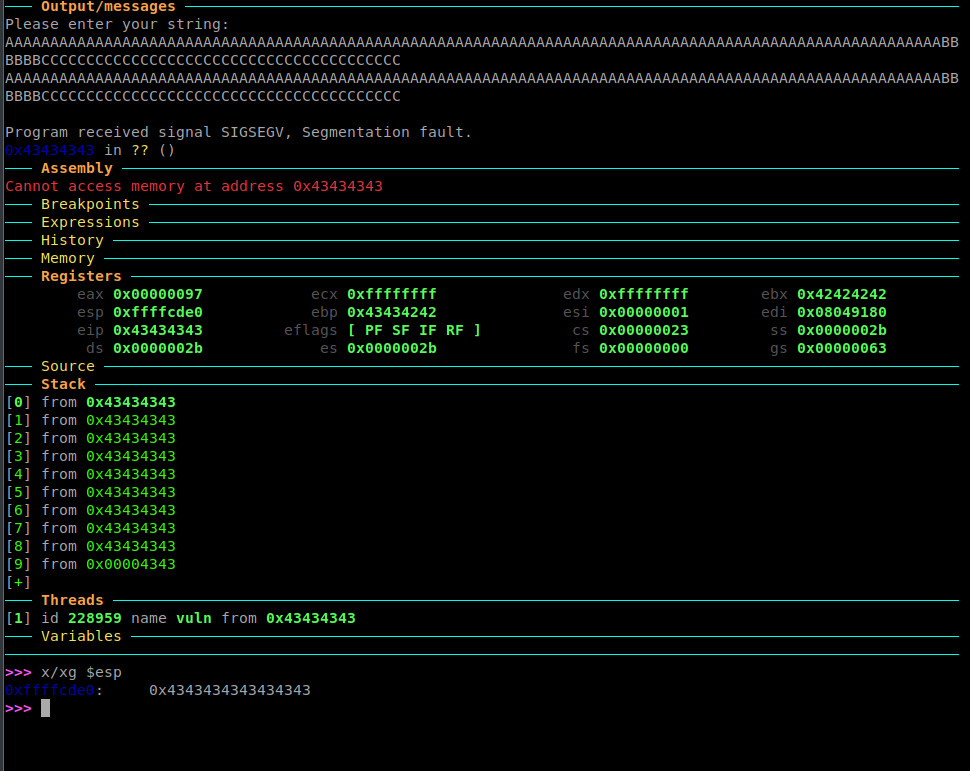 Output/messages
Please enter your string:
AAAAAAAAAAAAAAAAAAAAAAAAAAAAAAAAAAAAAAAAAAAAAAAAAAAAAAAAAAAAAAAAAAAAAAAAAAAAAAAAAAAAAAAAAAAAAAAAAAAAAAAABB
BBBBCCCCCCCCCCCCCCCCCCCCCCCCCCCCCCCCCCCCCCCC
AAAAAAAAAAAAAAAAAAAAAAAAAAAAAAAAAAAAAAAAAAAAAAAAAAAAAAAAAAAAAAAAAAAAAAAAAAAAAAAAAAAAAAAAAAAAAAAAAAAAAAAABB
BBBBCCCCCCCCCCCCCCCCCCCCCCCCCCCCCCCCCCCCCCCC
Program received signal SIGSEGV, Segmentation fault.
0x43434343 in ?? ()
Assembly
Cannot access memory at address 0x43434343
Breakpoints
Expressions
History
Memory
Registers
eax 0x00000097 ecx 0xffffffff edx 0xffffffff ebx 0x42424242
esp 0xffffcde0 ebp 0x43434242 esi 0x00000001 edi 0x08049180
eip 0x43434343 eflags [ PF SF IF RF ] cs 0x00000023 ss 0x0000002b
ds 0x0000002b es 0x0000002b fs 0x00000000 gs 0x00000063
Source
Stack
[0] from 0x43434343
[1] from 0x43434343
[2] from 0x43434343
[3] from 0x43434343
[4] from 0x43434343
[5] from 0x43434343
[6] from 0x43434343
[7] from 0x43434343
[8] from 0x43434343
[9] from 0x00004343
[+]
Threads
[1] id 228959 name vuln from 0x43434343
Variables
>>> x/xg $esp
0xffffcde0: 0x4343434343434343
>>>